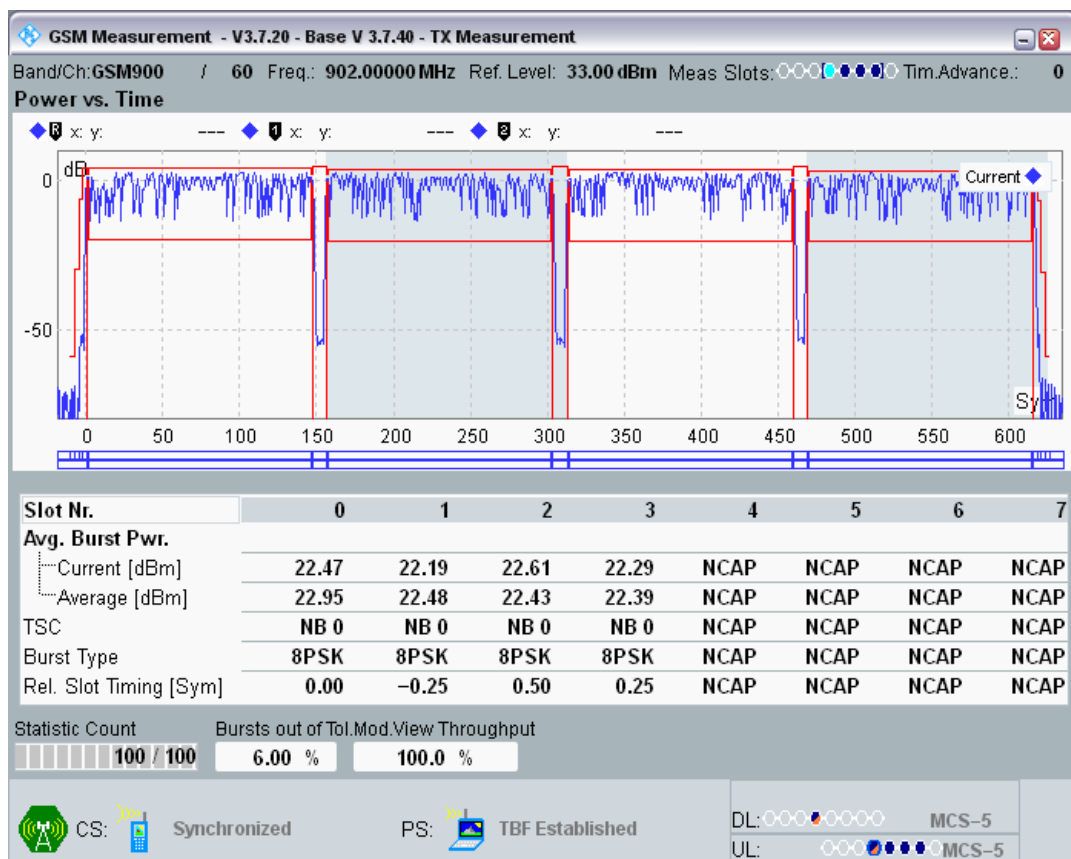 GSM Measurement - V3.7.20 - Base V 3.7.40 - TX Measurement
Band/Ch:GSM900 / 60 Freq.: 902.00000 MHz Ref. Level: 33.00 dBm Meas Slots: Tim.Advance.: 0
Power vs. Time
R x: y: --- 1 x: y: --- 2 x: y: ---
dB
Current
0
-50
Sy
0 50 100 150 200 250 300 350 400 450 500 550 600
Slot Nr. 0 1 2 3 4 5 6 7
Avg. Burst Pwr.
Current [dBm] 22.47 22.19 22.61 22.29 NCAP NCAP NCAP NCAP
Average [dBm] 22.95 22.48 22.43 22.39 NCAP NCAP NCAP NCAP
TSC NB 0 NB 0 NB 0 NB 0 NCAP NCAP NCAP NCAP
Burst Type 8PSK 8PSK 8PSK 8PSK NCAP NCAP NCAP NCAP
Rel. Slot Timing [Sym] 0.00 −0.25 0.50 0.25 NCAP NCAP NCAP NCAP
Statistic Count Bursts out of Tol. Mod.View Throughput
100 / 100 6.00 % 100.0 %
CS: Synchronized PS: TBF Established DL: MCS−5
UL: MCS−5